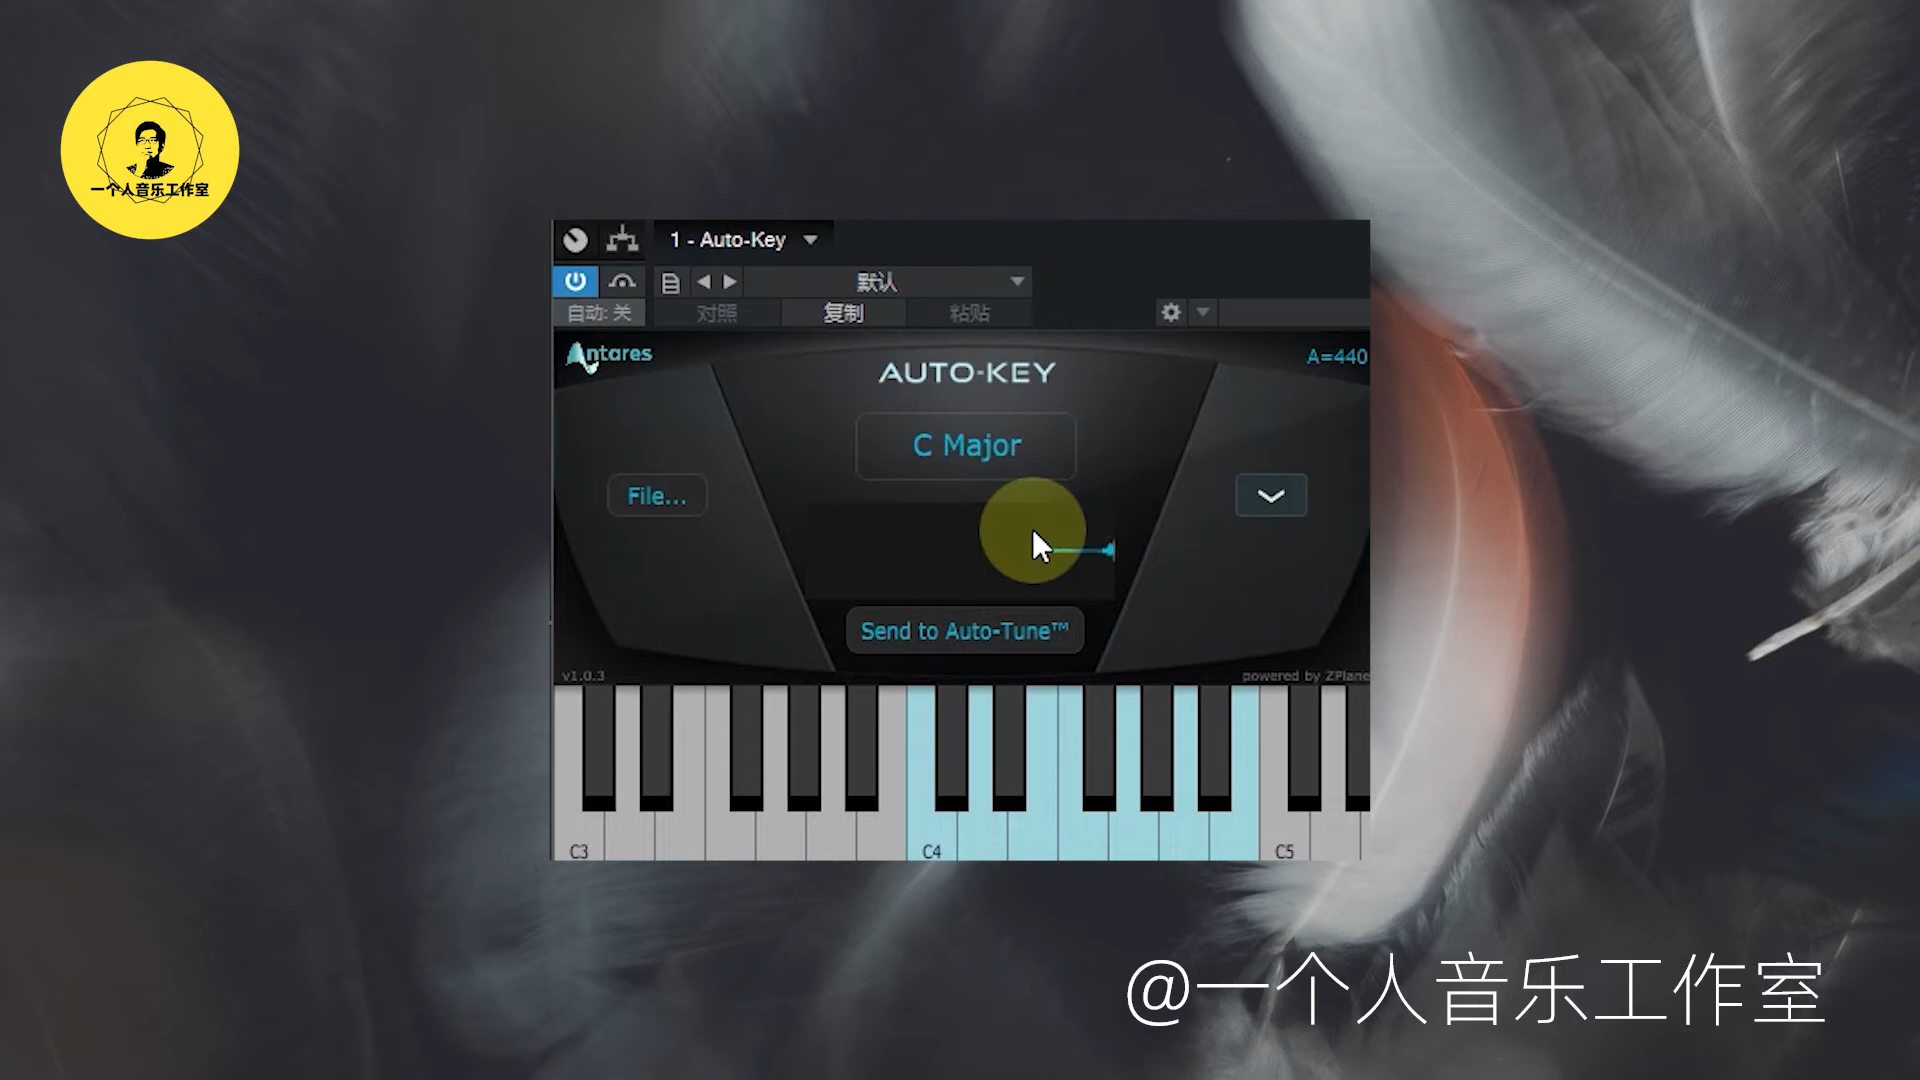 一个人音乐工作室
1 - Auto-Key
默认
自动: 关
对照
复制
粘贴
Antares
AUTO-KEY
A=440
C Major
File...
Send to Auto-Tune™
v1.0.3
powered by ZPlane
C3
C4
C5
@一个人音乐工作室